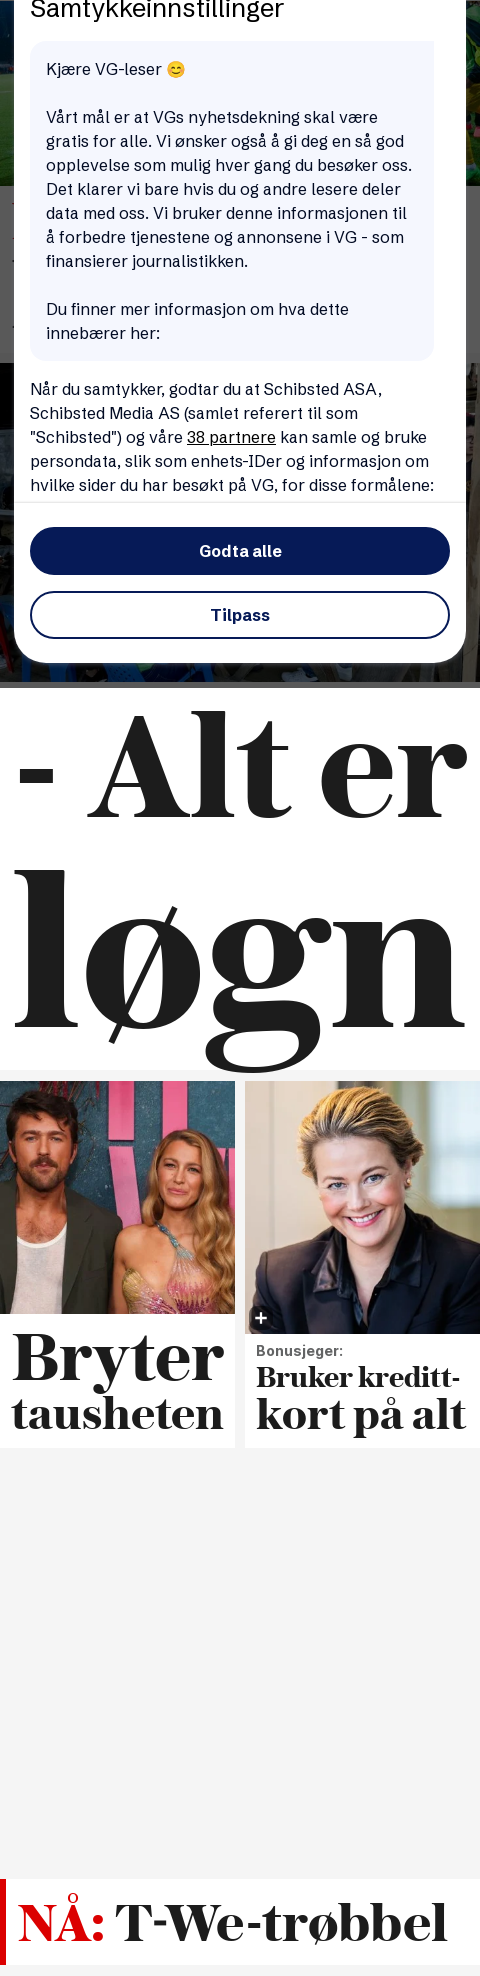 Samtykkeinnstillinger
Kjære VG-leser 😊
Vårt mål er at VGs nyhetsdekning skal være
gratis for alle. Vi ønsker også å gi deg en så god
opplevelse som mulig hver gang du besøker oss.
Det klarer vi bare hvis du og andre lesere deler
data med oss. Vi bruker denne informasjonen til
å forbedre tjenestene og annonsene i VG - som
finansierer journalistikken.
Du finner mer informasjon om hva dette
innebærer her:
Når du samtykker, godtar du at Schibsted ASA,
Schibsted Media AS (samlet referert til som
"Schibsted") og våre 38 partnere kan samle og bruke
persondata, slik som enhets-IDer og informasjon om
hvilke sider du har besøkt på VG, for disse formålene:
Godta alle
Tilpass
- Alt er
løgn
Bryter
tausheten
Bonusjeger:
Bruker kreditt-
kort på alt
NÅ: T-We-trøbbel